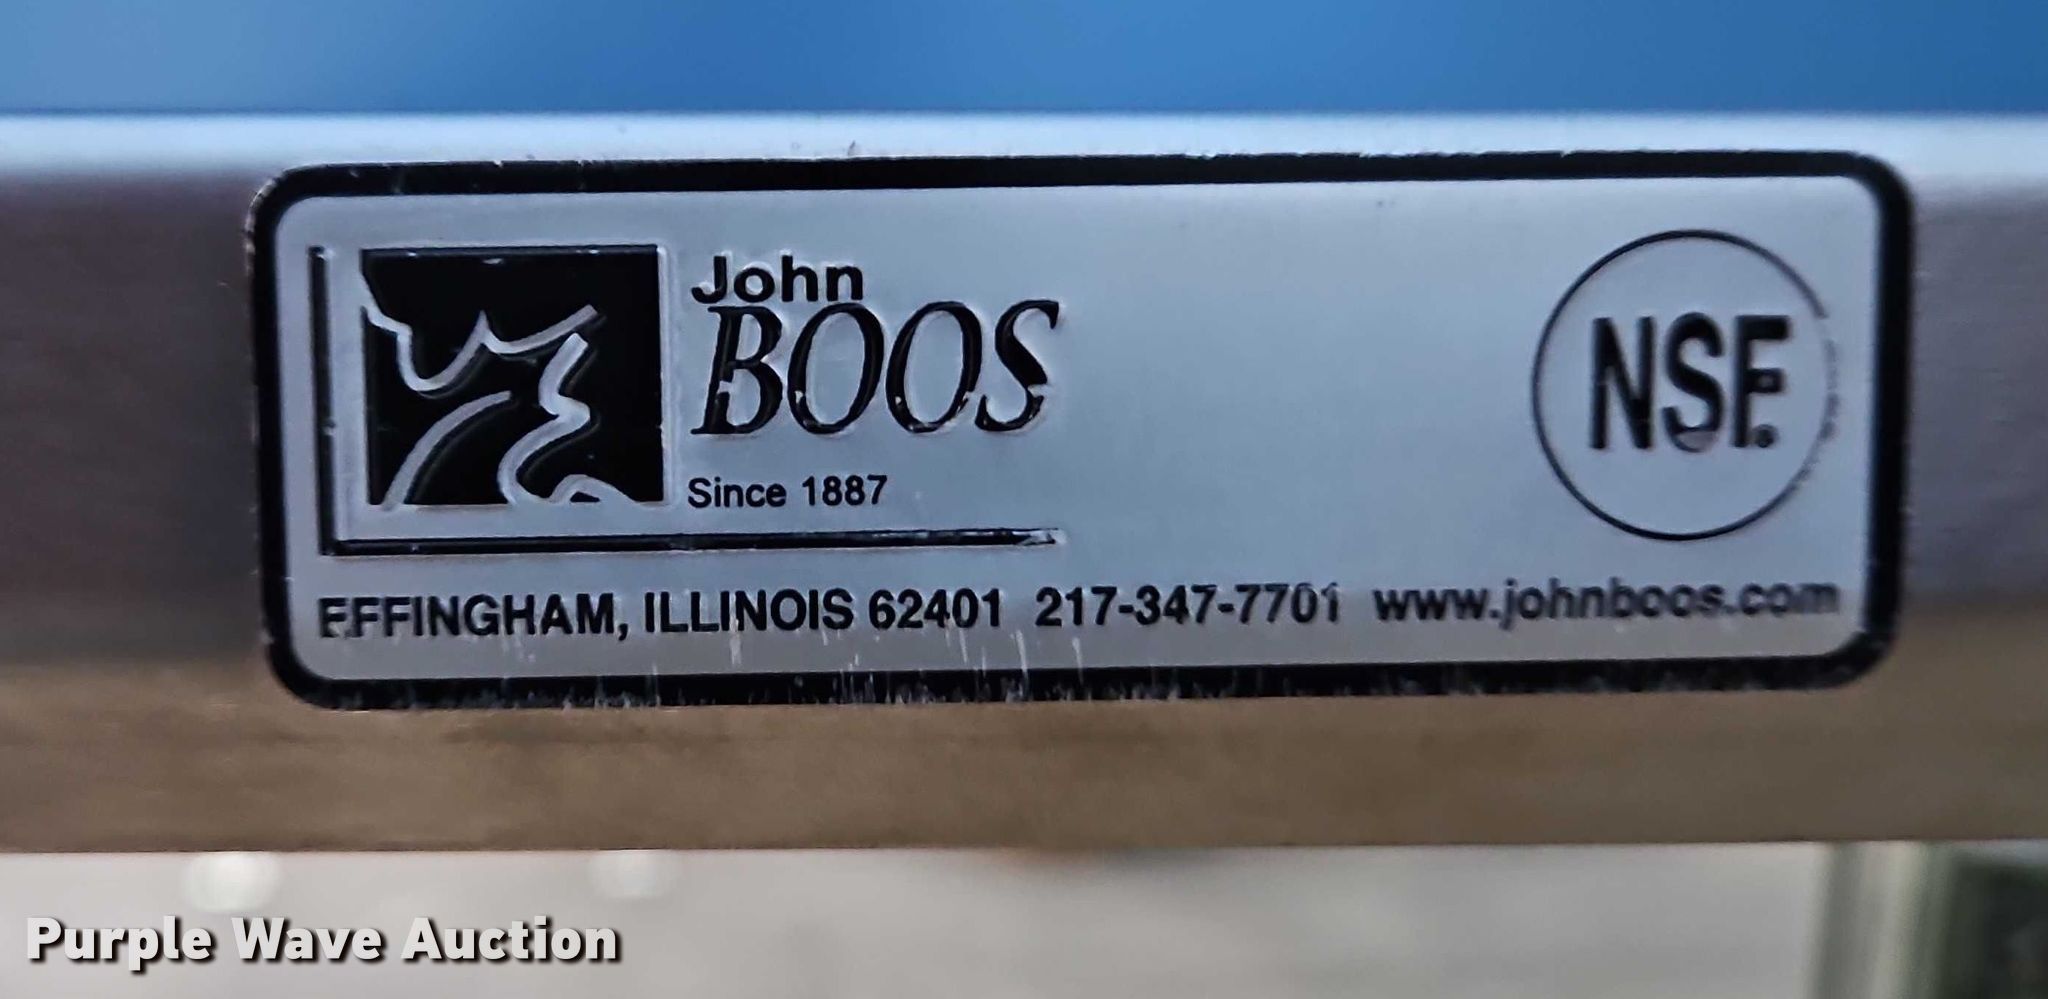 John
BOOS
Since 1887
NSF®
EFFINGHAM, ILLINOIS 62401 217-347-7701 www.johnboos.com
Purple Wave Auction